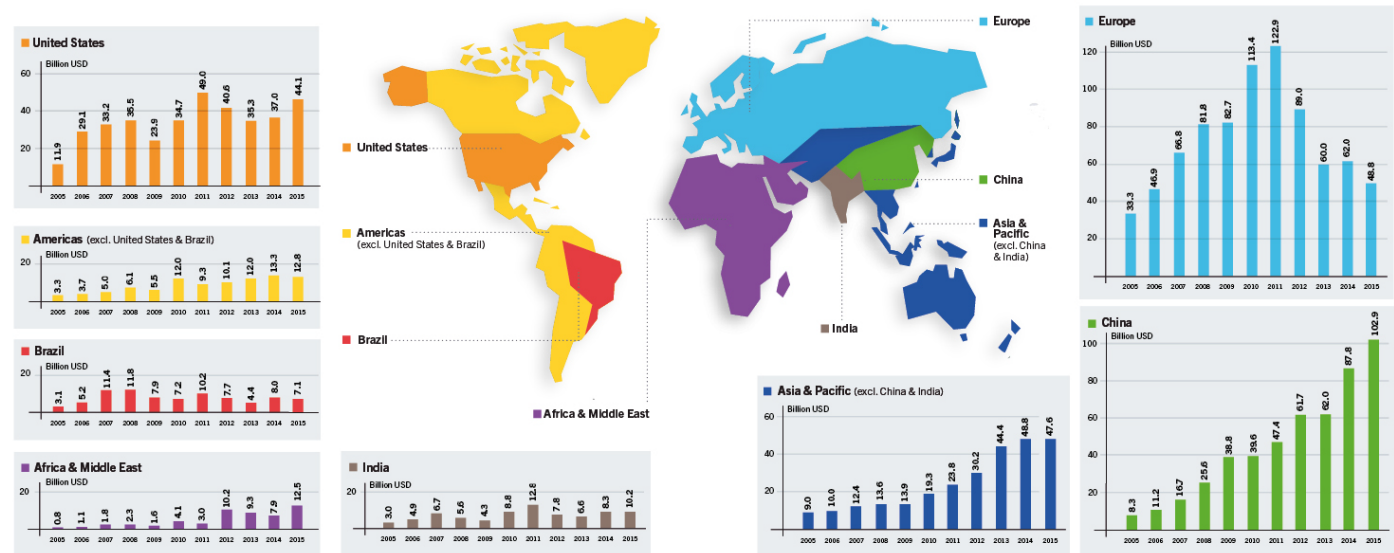 United States
Billion USD
60
40
20
11.9 29.1 33.2 35.5 23.9 34.7 49.0 40.6 35.3 37.0 44.1
2005 2006 2007 2008 2009 2010 2011 2012 2013 2014 2015
Americas (excl. United States & Brazil)
Billion USD
20
3.3 3.7 5.0 6.1 5.5 12.0 9.3 10.1 12.0 13.3 12.8
2005 2006 2007 2008 2009 2010 2011 2012 2013 2014 2015
Brazil
Billion USD
20
3.1 5.2 11.4 11.8 7.9 7.2 10.2 7.7 4.4 8.0 7.1
2005 2006 2007 2008 2009 2010 2011 2012 2013 2014 2015
Africa & Middle East
Billion USD
20
0.8 1.1 1.8 2.3 1.6 4.1 3.0 10.2 9.3 7.9 12.5
2005 2006 2007 2008 2009 2010 2011 2012 2013 2014 2015
United States
Americas
(excl. United States & Brazil)
Brazil
Africa & Middle East
India
Europe
China
Asia &
Pacific
(excl. China
& India)
India
Billion USD
20
3.0 4.9 6.7 5.6 4.3 8.8 12.8 7.8 6.6 8.3 10.2
2005 2006 2007 2008 2009 2010 2011 2012 2013 2014 2015
Asia & Pacific (excl. China & India)
Billion USD
60
40
20
9.0 10.0 12.4 13.6 13.9 19.3 23.8 30.2 44.4 48.8 47.6
2005 2006 2007 2008 2009 2010 2011 2012 2013 2014 2015
Europe
Billion USD
120
100
80
60
40
20
33.3 46.9 66.8 81.8 82.7 113.4 122.9 89.0 60.0 62.0 48.8
2005 2006 2007 2008 2009 2010 2011 2012 2013 2014 2015
China
Billion USD
100
80
60
40
20
8.3 11.2 16.7 25.6 38.8 39.6 47.4 61.7 62.0 87.8 102.9
2005 2006 2007 2008 2009 2010 2011 2012 2013 2014 2015